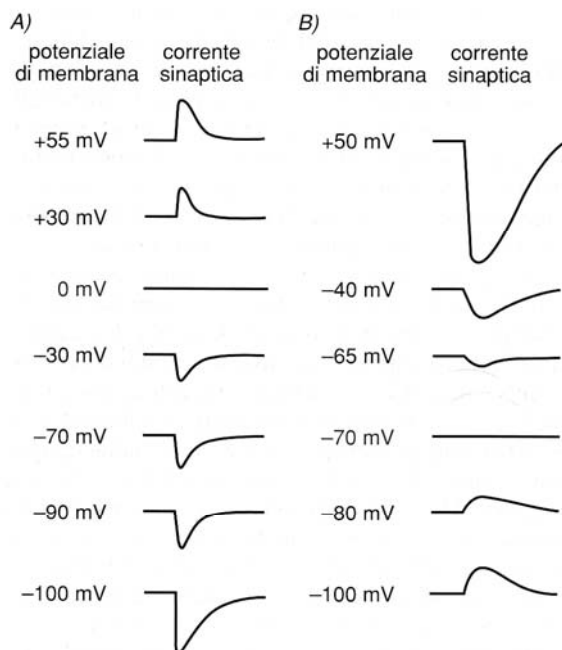 A)
potenziale
di membrana
corrente
sinaptica
+55 mV
+30 mV
0 mV
–30 mV
–70 mV
–90 mV
–100 mV
B)
potenziale
di membrana
corrente
sinaptica
+50 mV
–40 mV
–65 mV
–70 mV
–80 mV
–100 mV